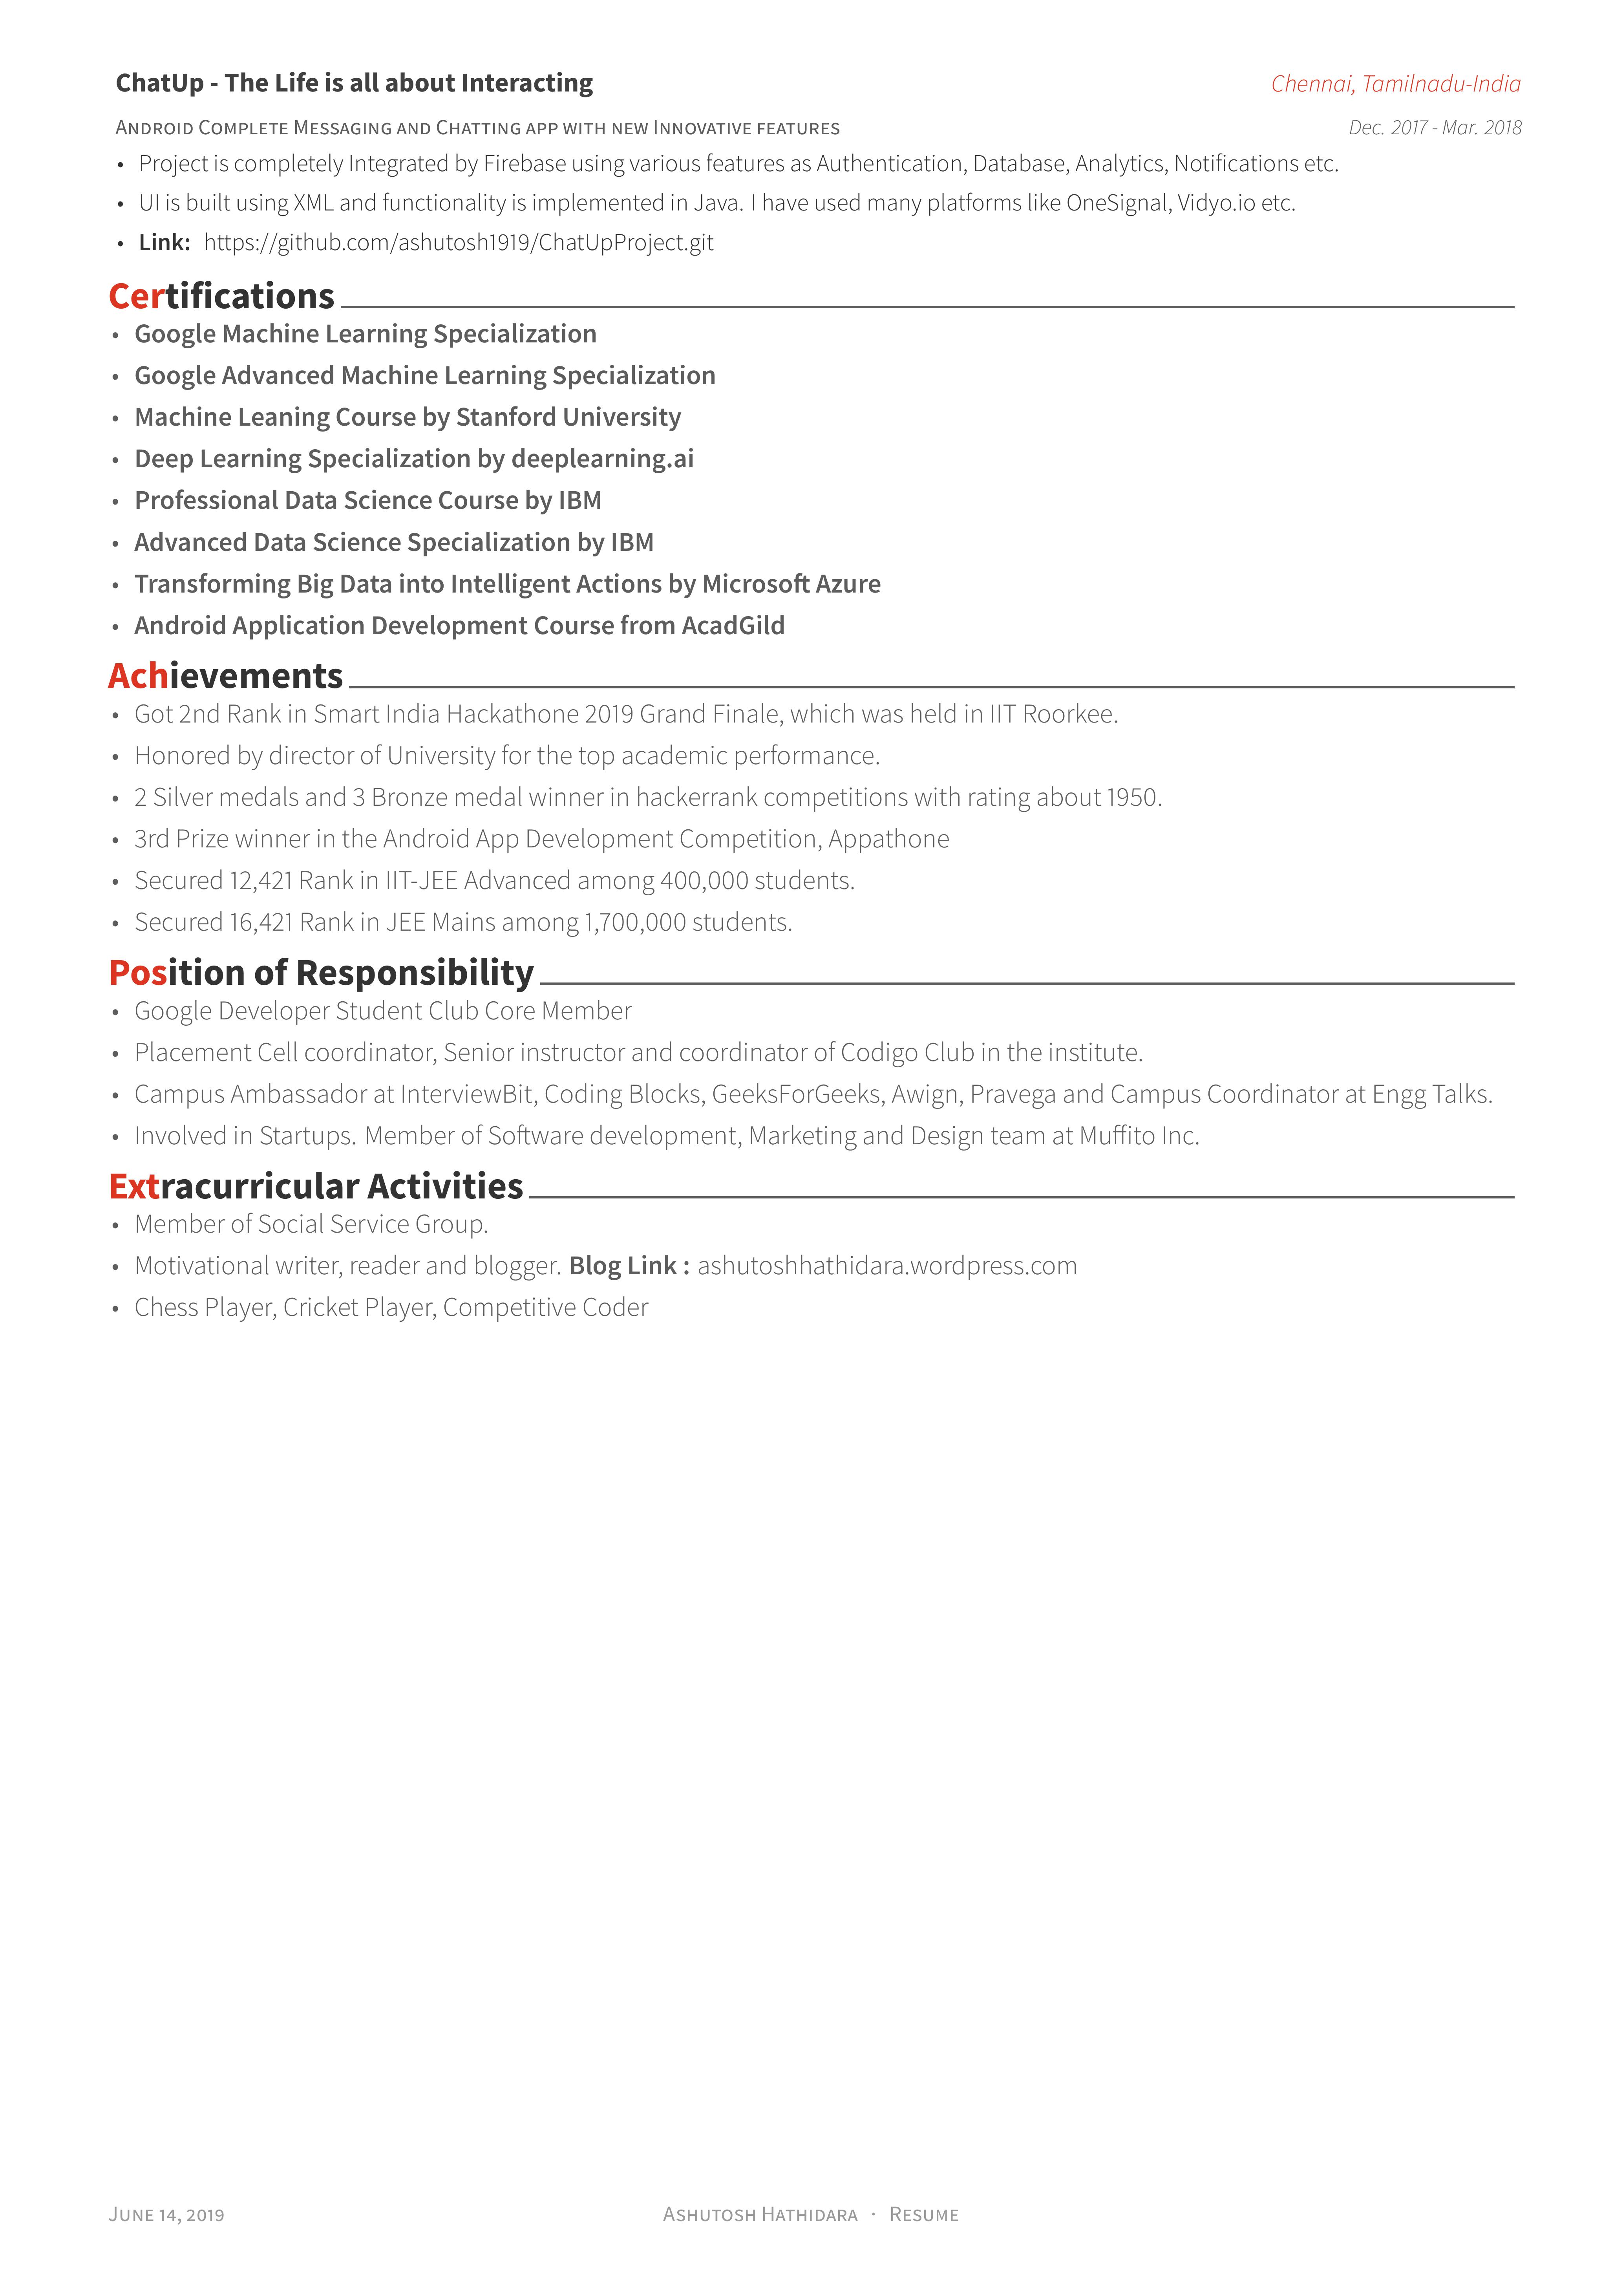 ChatUp - The Life is all about Interacting Chennai, Tamilnadu-India
Android Complete Messaging and Chatting app with new Innovative features Dec. 2017 - Mar. 2018
• Project is completely Integrated by Firebase using various features as Authentication, Database, Analytics, Notifications etc.
• UI is built using XML and functionality is implemented in Java. I have used many platforms like OneSignal, Vidyo.io etc.
• Link: https://github.com/ashutosh1919/ChatUpProject.git
Certifications
• Google Machine Learning Specialization
• Google Advanced Machine Learning Specialization
• Machine Leaning Course by Stanford University
• Deep Learning Specialization by deeplearning.ai
• Professional Data Science Course by IBM
• Advanced Data Science Specialization by IBM
• Transforming Big Data into Intelligent Actions by Microsoft Azure
• Android Application Development Course from AcadGild
Achievements
• Got 2nd Rank in Smart India Hackathone 2019 Grand Finale, which was held in IIT Roorkee.
• Honored by director of University for the top academic performance.
• 2 Silver medals and 3 Bronze medal winner in hackerrank competitions with rating about 1950.
• 3rd Prize winner in the Android App Development Competition, Appathone
• Secured 12,421 Rank in IIT-JEE Advanced among 400,000 students.
• Secured 16,421 Rank in JEE Mains among 1,700,000 students.
Position of Responsibility
• Google Developer Student Club Core Member
• Placement Cell coordinator, Senior instructor and coordinator of Codigo Club in the institute.
• Campus Ambassador at InterviewBit, Coding Blocks, GeeksForGeeks, Awign, Pravega and Campus Coordinator at Engg Talks.
• Involved in Startups. Member of Software development, Marketing and Design team at Muffito Inc.
Extracurricular Activities
• Member of Social Service Group.
• Motivational writer, reader and blogger. Blog Link : ashutoshhathidara.wordpress.com
• Chess Player, Cricket Player, Competitive Coder
June 14, 2019 Ashutosh Hathidara · Resume